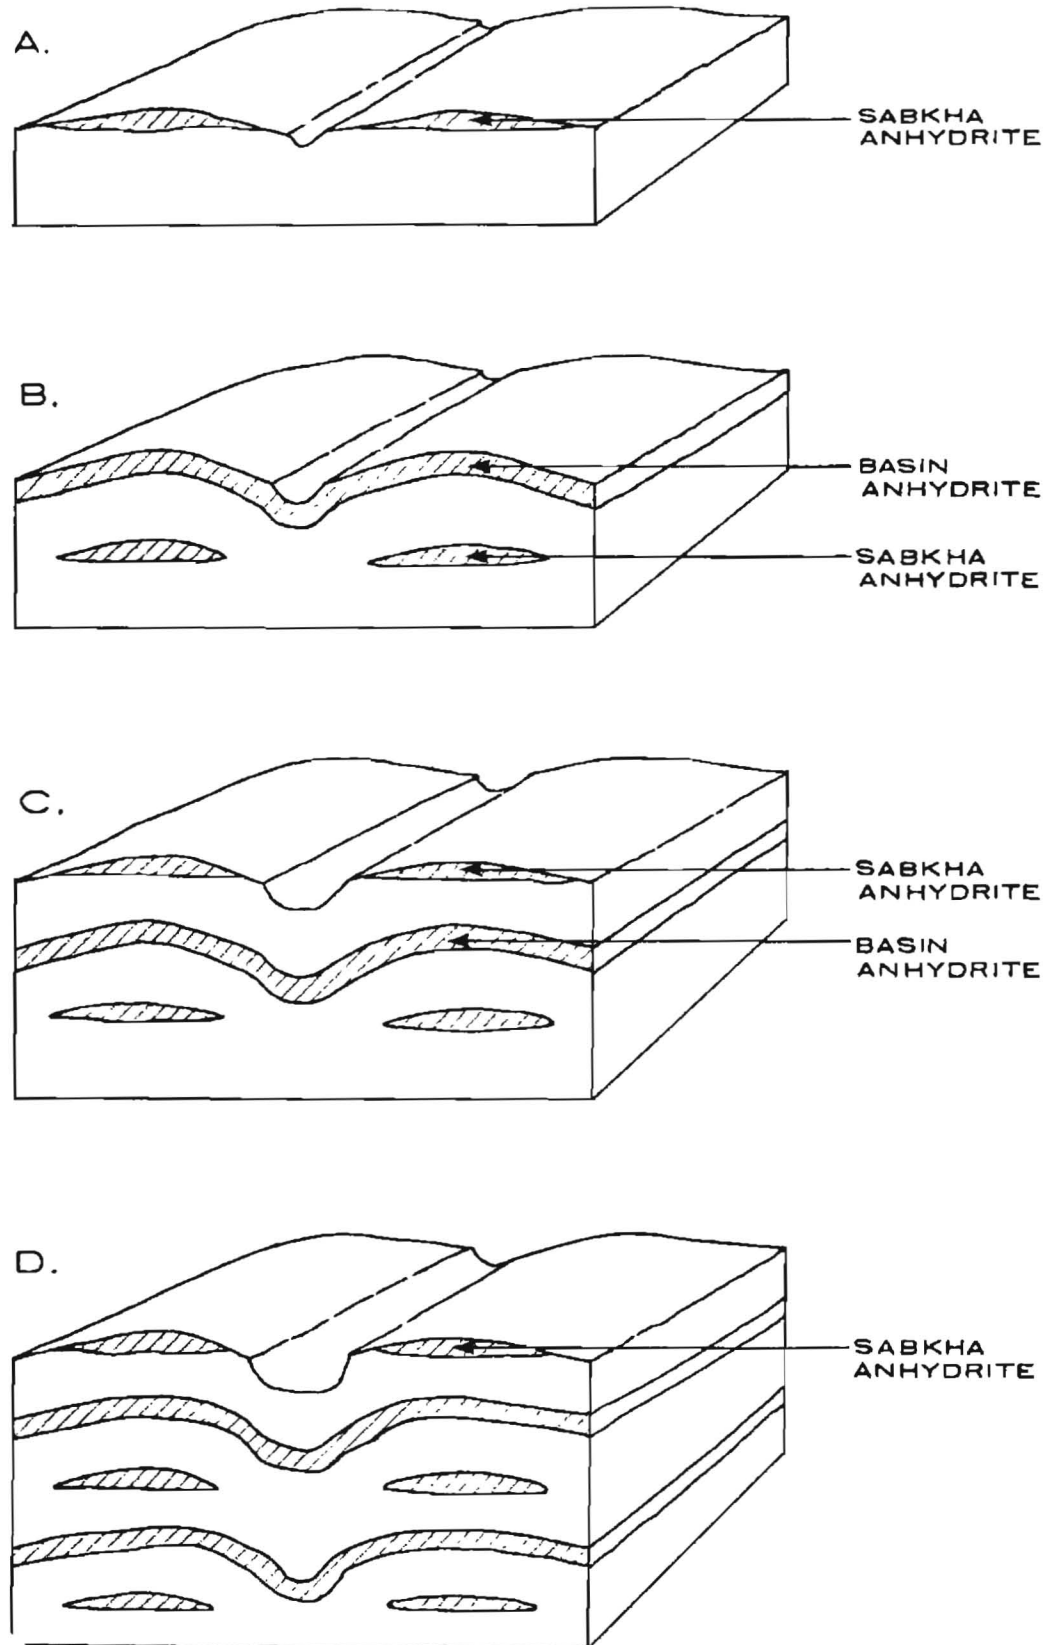 A.
SABKHA
ANHYDRITE
B.
BASIN
ANHYDRITE
SABKHA
ANHYDRITE
C.
SABKHA
ANHYDRITE
BASIN
ANHYDRITE
D.
SABKHA
ANHYDRITE